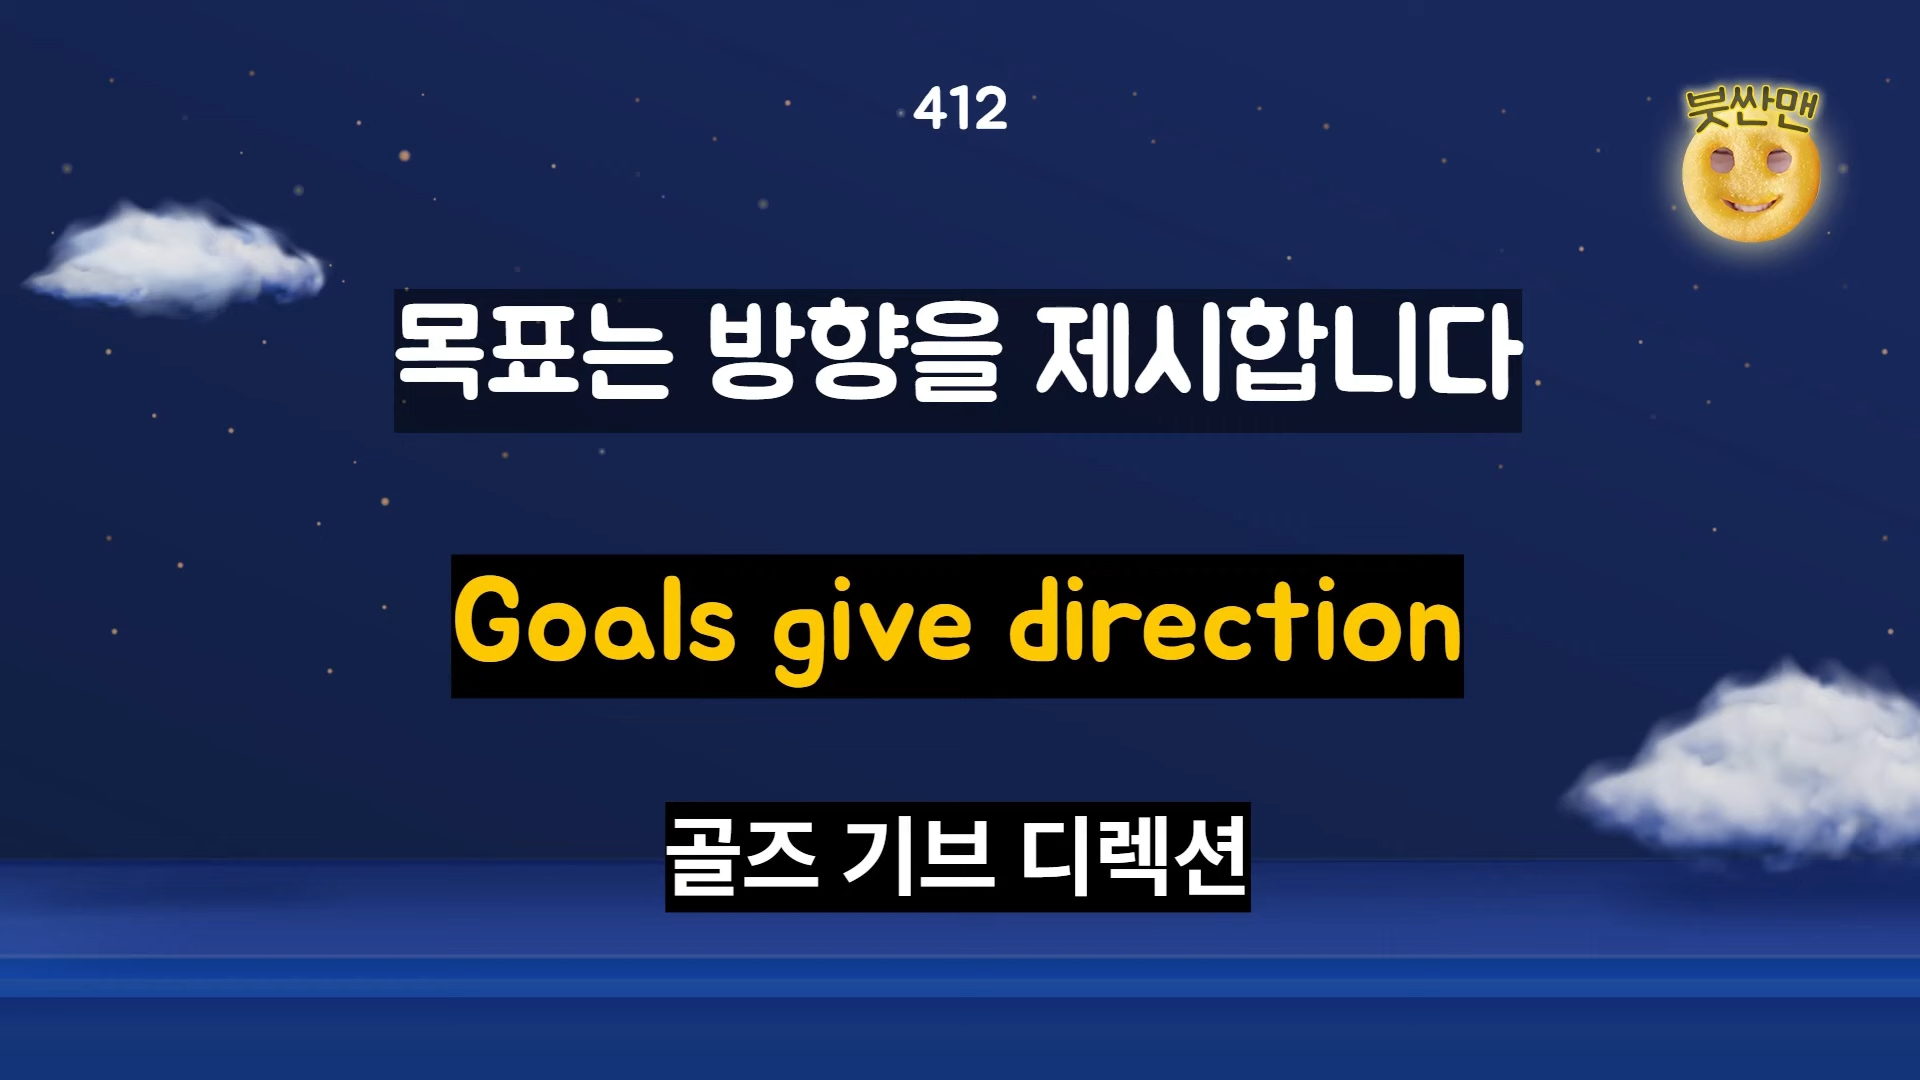 412
붓싼맨
목표는 방향을 제시합니다
Goals give direction
골즈 기브 디렉션